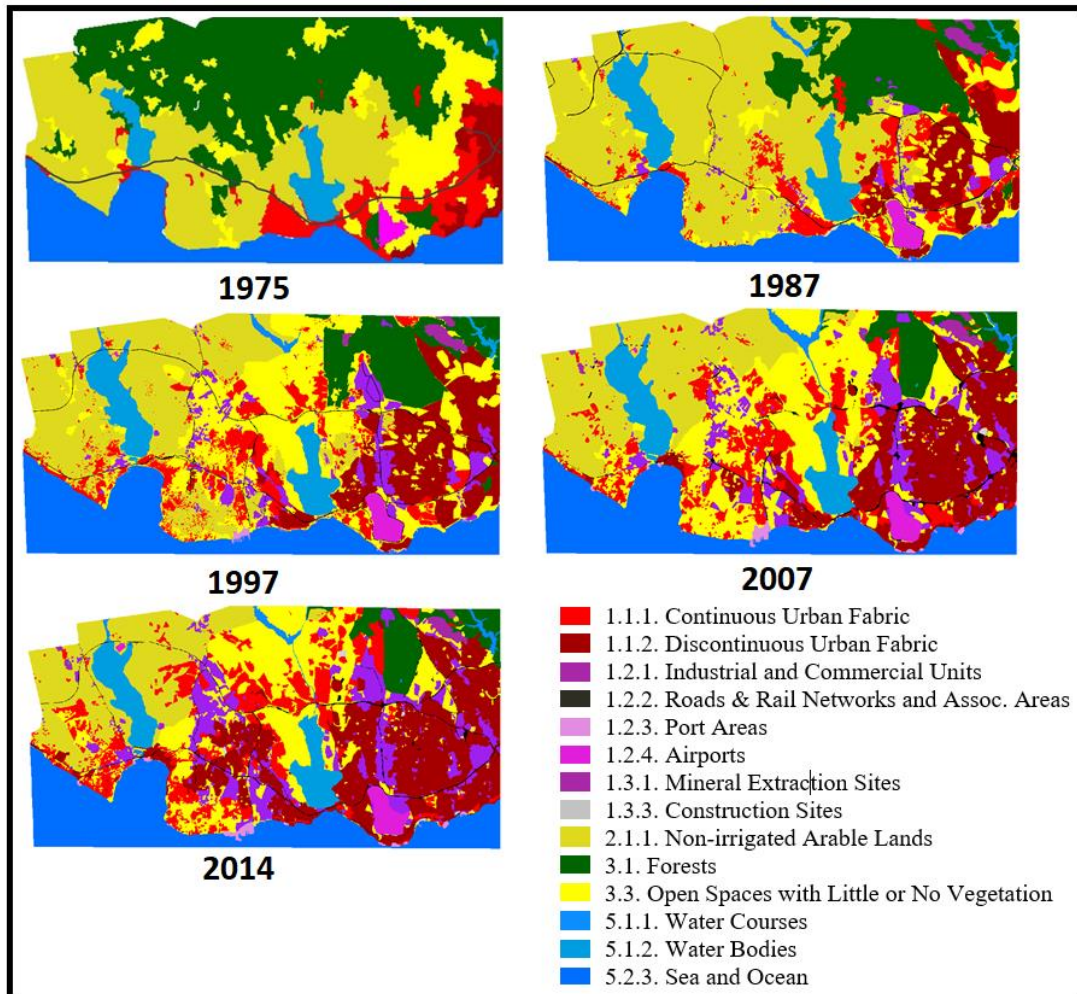 1975
1987
1997
2007
2014
1.1.1. Continuous Urban Fabric
1.1.2. Discontinuous Urban Fabric
1.2.1. Industrial and Commercial Units
1.2.2. Roads & Rail Networks and Assoc. Areas
1.2.3. Port Areas
1.2.4. Airports
1.3.1. Mineral Extraction Sites
1.3.3. Construction Sites
2.1.1. Non-irrigated Arable Lands
3.1. Forests
3.3. Open Spaces with Little or No Vegetation
5.1.1. Water Courses
5.1.2. Water Bodies
5.2.3. Sea and Ocean